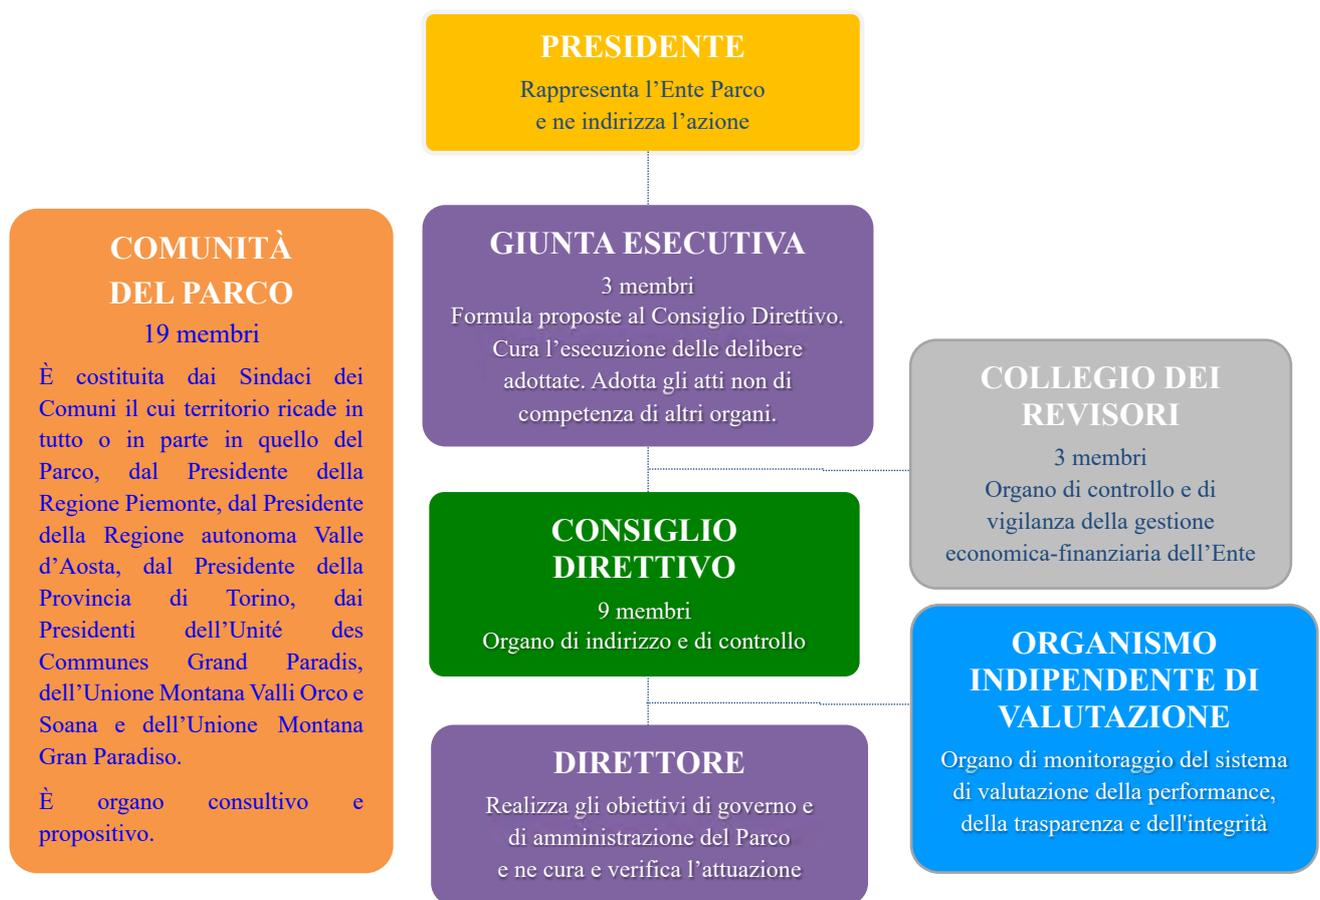 PRESIDENTE
Rappresenta l’Ente Parco
e ne indirizza l’azione
COMUNITÀ
DEL PARCO
19 membri
È costituita dai Sindaci dei
Comuni il cui territorio ricade in
tutto o in parte in quello del
Parco, dal Presidente della
Regione Piemonte, dal Presidente
della Regione autonoma Valle
d’Aosta, dal Presidente della
Provincia di Torino, dai
Presidenti dell’Unité des
Communes Grand Paradis,
dell’Unione Montana Valli Orco e
Soana e dell’Unione Montana
Gran Paradiso.
È organo consultivo e
propositivo.
GIUNTA ESECUTIVA
3 membri
Formula proposte al Consiglio Direttivo.
Cura l’esecuzione delle delibere
adottate. Adotta gli atti non di
competenza di altri organi.
COLLEGIO DEI
REVISORI
3 membri
Organo di controllo e di
vigilanza della gestione
economica-finanziaria dell’Ente
CONSIGLIO
DIRETTIVO
9 membri
Organo di indirizzo e di controllo
ORGANISMO
INDIPENDENTE DI
VALUTAZIONE
Organo di monitoraggio del sistema
di valutazione della performance,
della trasparenza e dell'integrità
DIRETTORE
Realizza gli obiettivi di governo e
di amministrazione del Parco
e ne cura e verifica l’attuazione